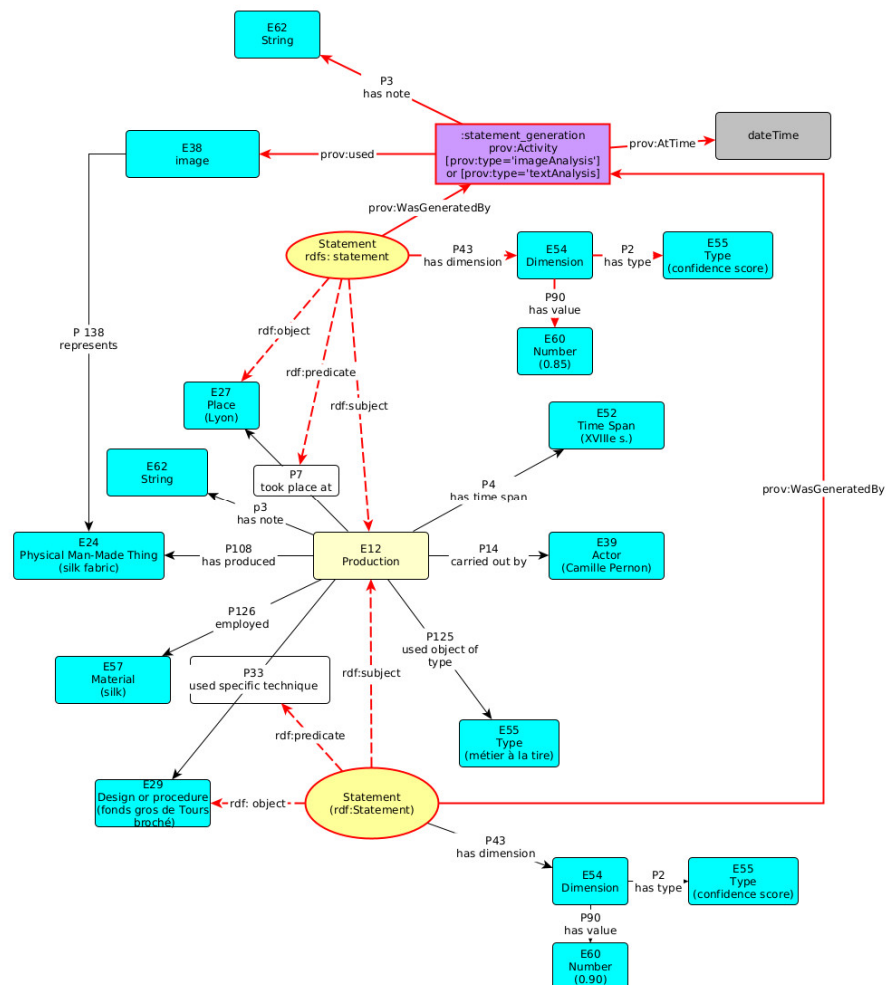 E62
String
P3
has note
:statement_generation
prov:Activity
[prov:type='imageAnalysis']
or [prov:type='textAnalysis]
dateTime
prov:AtTime
E38
image
prov:used
prov:WasGeneratedBy
Statement
rdfs: statement
P43
has dimension
E54
Dimension
P2
has type
E55
Type
(confidence score)
P90
has value
E60
Number
(0.85)
P 138
represents
rdf:object
rdf:predicate
rdf:subject
E27
Place
(Lyon)
E52
Time Span
(XVIIIe s.)
E62
String
P7
took place at
P4
has time span
prov:WasGeneratedBy
p3
has note
E24
Physical Man-Made Thing
(silk fabric)
P108
has produced
E12
Production
P14
carried out by
E39
Actor
(Camille Pernon)
P126
employed
P125
used object of
type
E57
Material
(silk)
P33
used specific technique
rdf:subject
rdf:predicate
E55
Type
(métier à la tire)
E29
Design or procedure
(fonds gros de Tours
broché)
rdf: object
Statement
(rdf:Statement)
P43
has dimension
E54
Dimension
P2
has type
E55
Type
(confidence score)
P90
has value
E60
Number
(0.90)